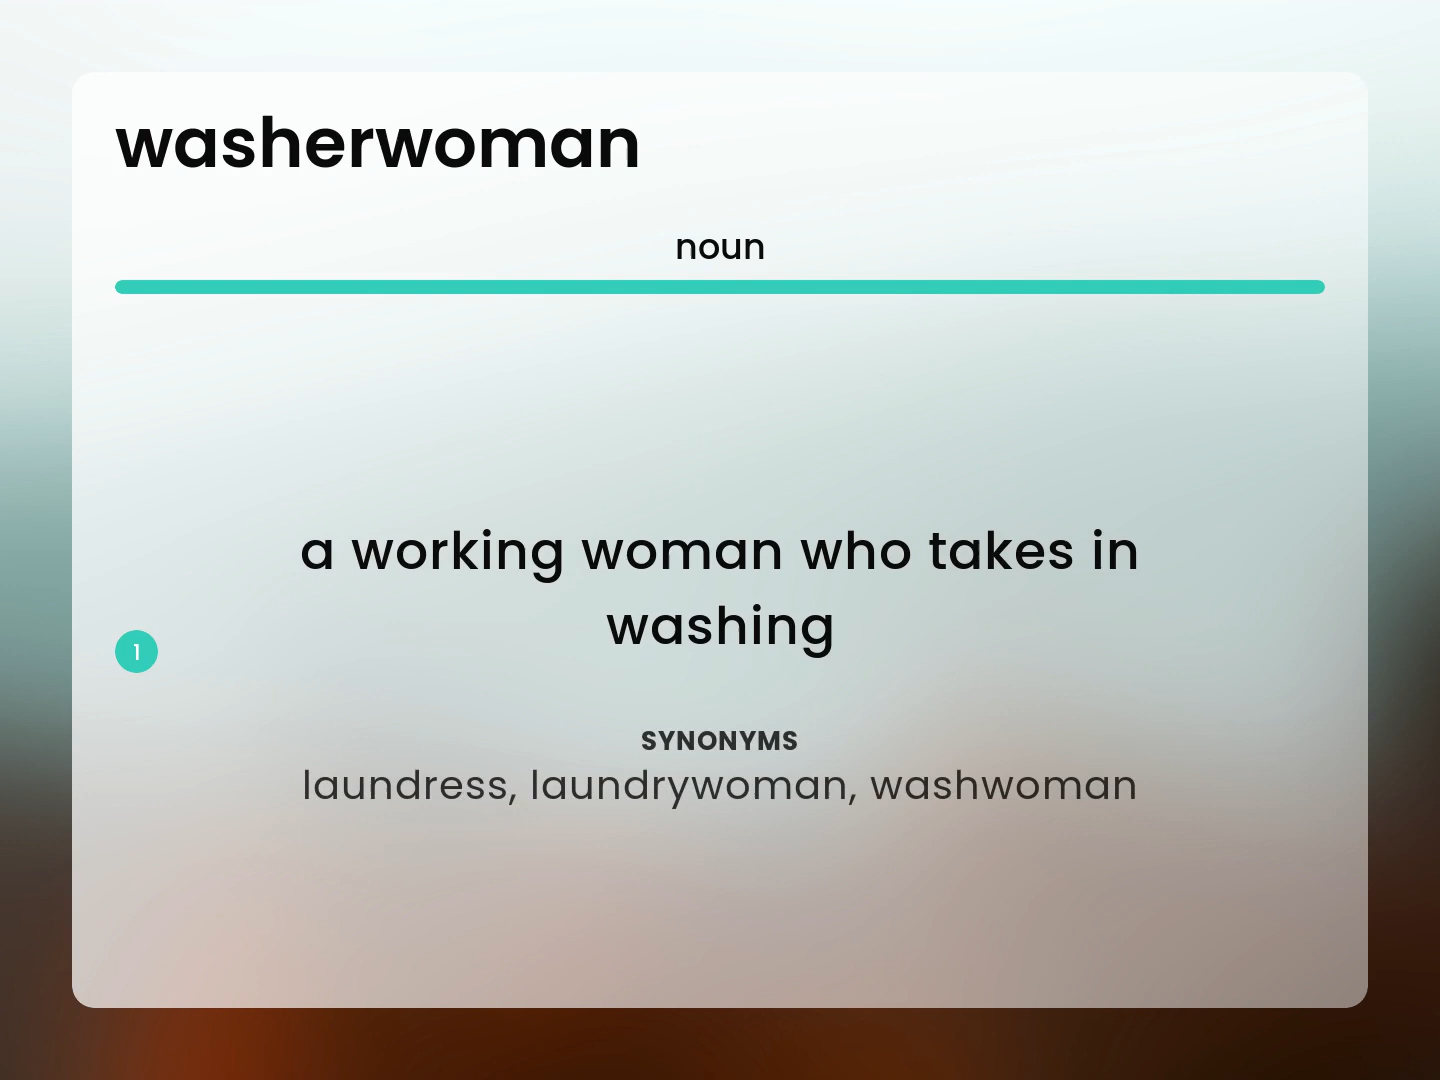 washerwoman
noun
a working woman who takes in
washing
1
SYNONYMS
laundress, laundrywoman, washwoman